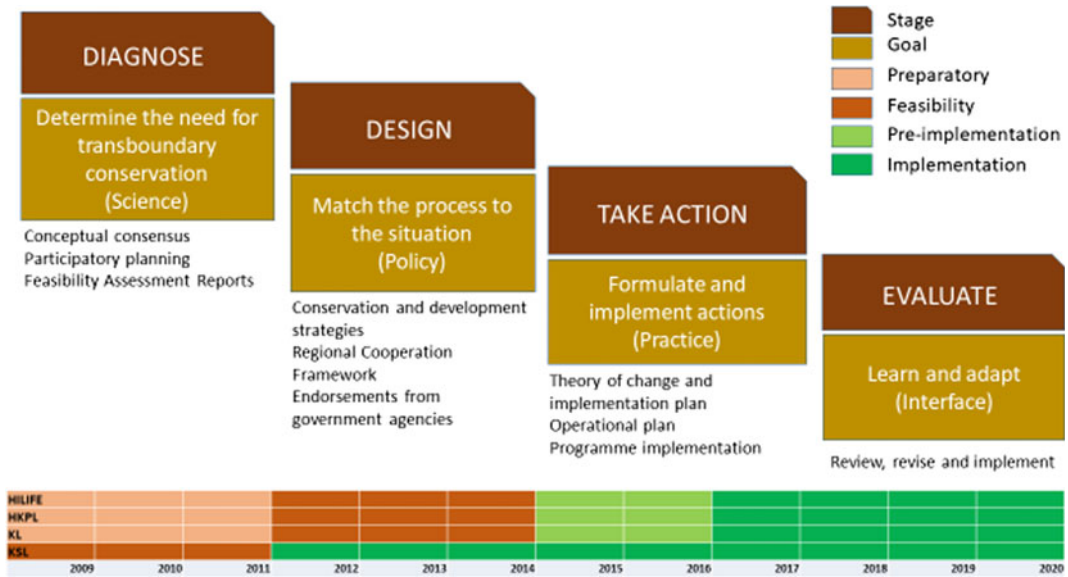 DIAGNOSE
Determine the need for
transboundary
conservation
(Science)
Conceptual consensus
Participatory planning
Feasibility Assessment Reports
DESIGN
Match the process to
the situation
(Policy)
Conservation and development
strategies
Regional Cooperation
Framework
Endorsements from
government agencies
TAKE ACTION
Formulate and
implement actions
(Practice)
Theory of change and
implementation plan
Operational plan
Programme implementation
EVALUATE
Learn and adapt
(Interface)
Review, revise and implement
Stage
Goal
Preparatory
Feasibility
Pre-implementation
Implementation
HILIFE
HKPL
KL
KSL
2009 2010 2011 2012 2013 2014 2015 2016 2017 2018 2019 2020